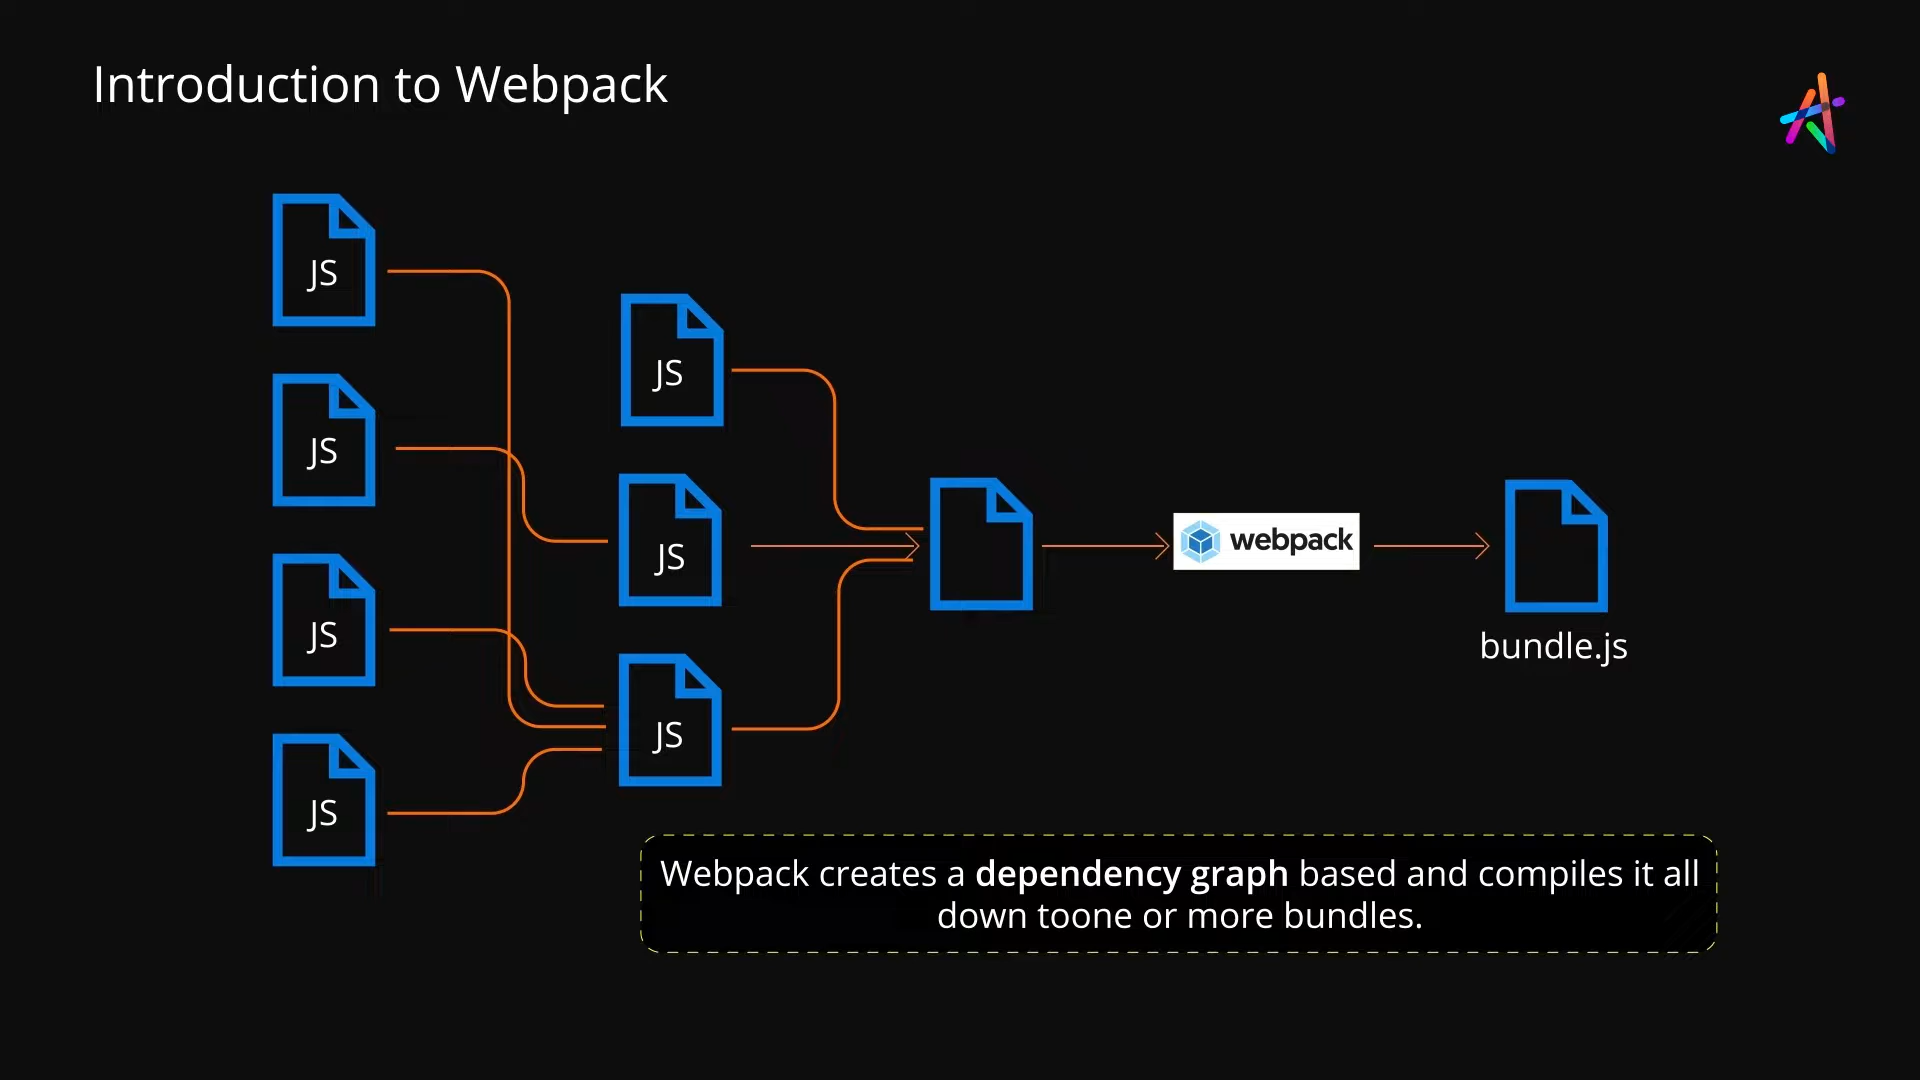 Introduction to Webpack
JS
JS
JS
JS
JS
JS
JS
webpack
bundle.js
Webpack creates a dependency graph based and compiles it all
down toone or more bundles.